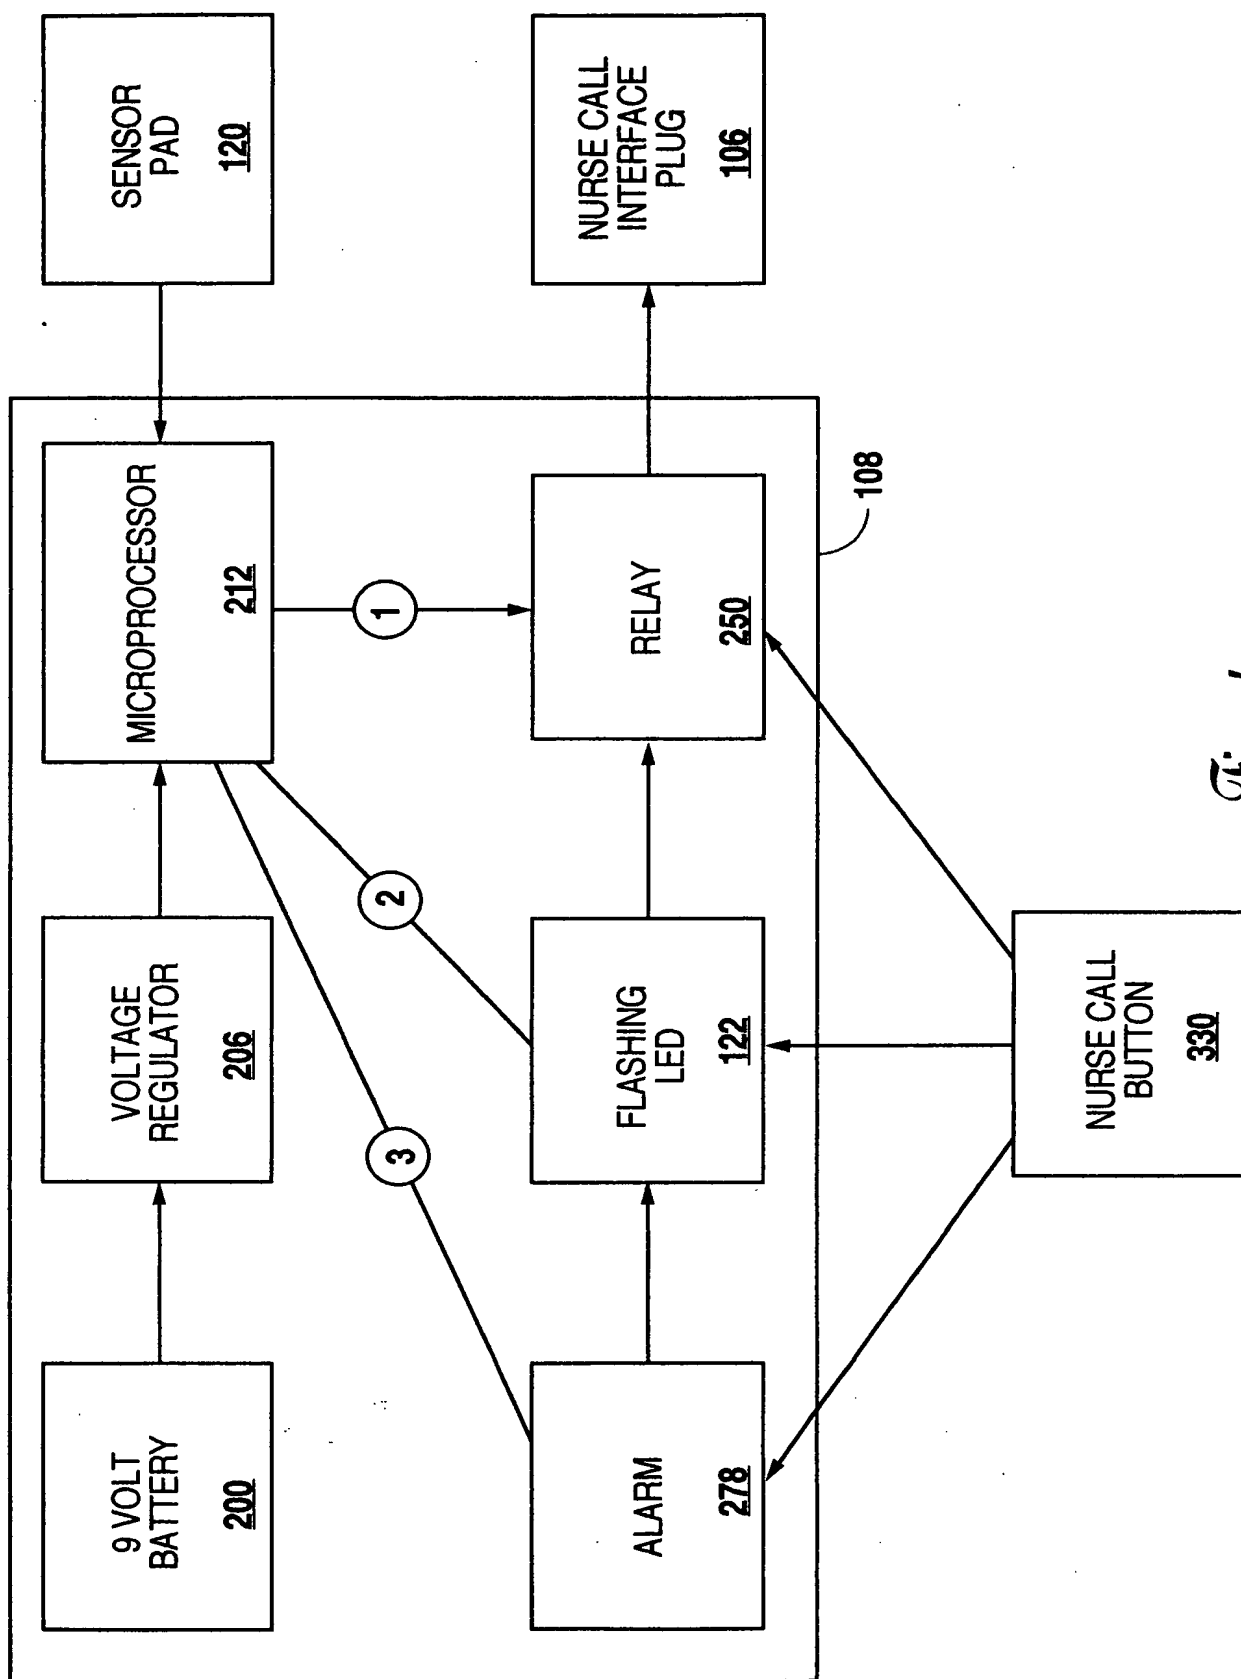 9 VOLT
BATTERY
200
VOLTAGE
REGULATOR
206
MICROPROCESSOR
212
SENSOR
PAD
120
1
2
3
ALARM
278
FLASHING
LED
122
RELAY
250
NURSE CALL
INTERFACE
PLUG
106
108
NURSE CALL
BUTTON
330